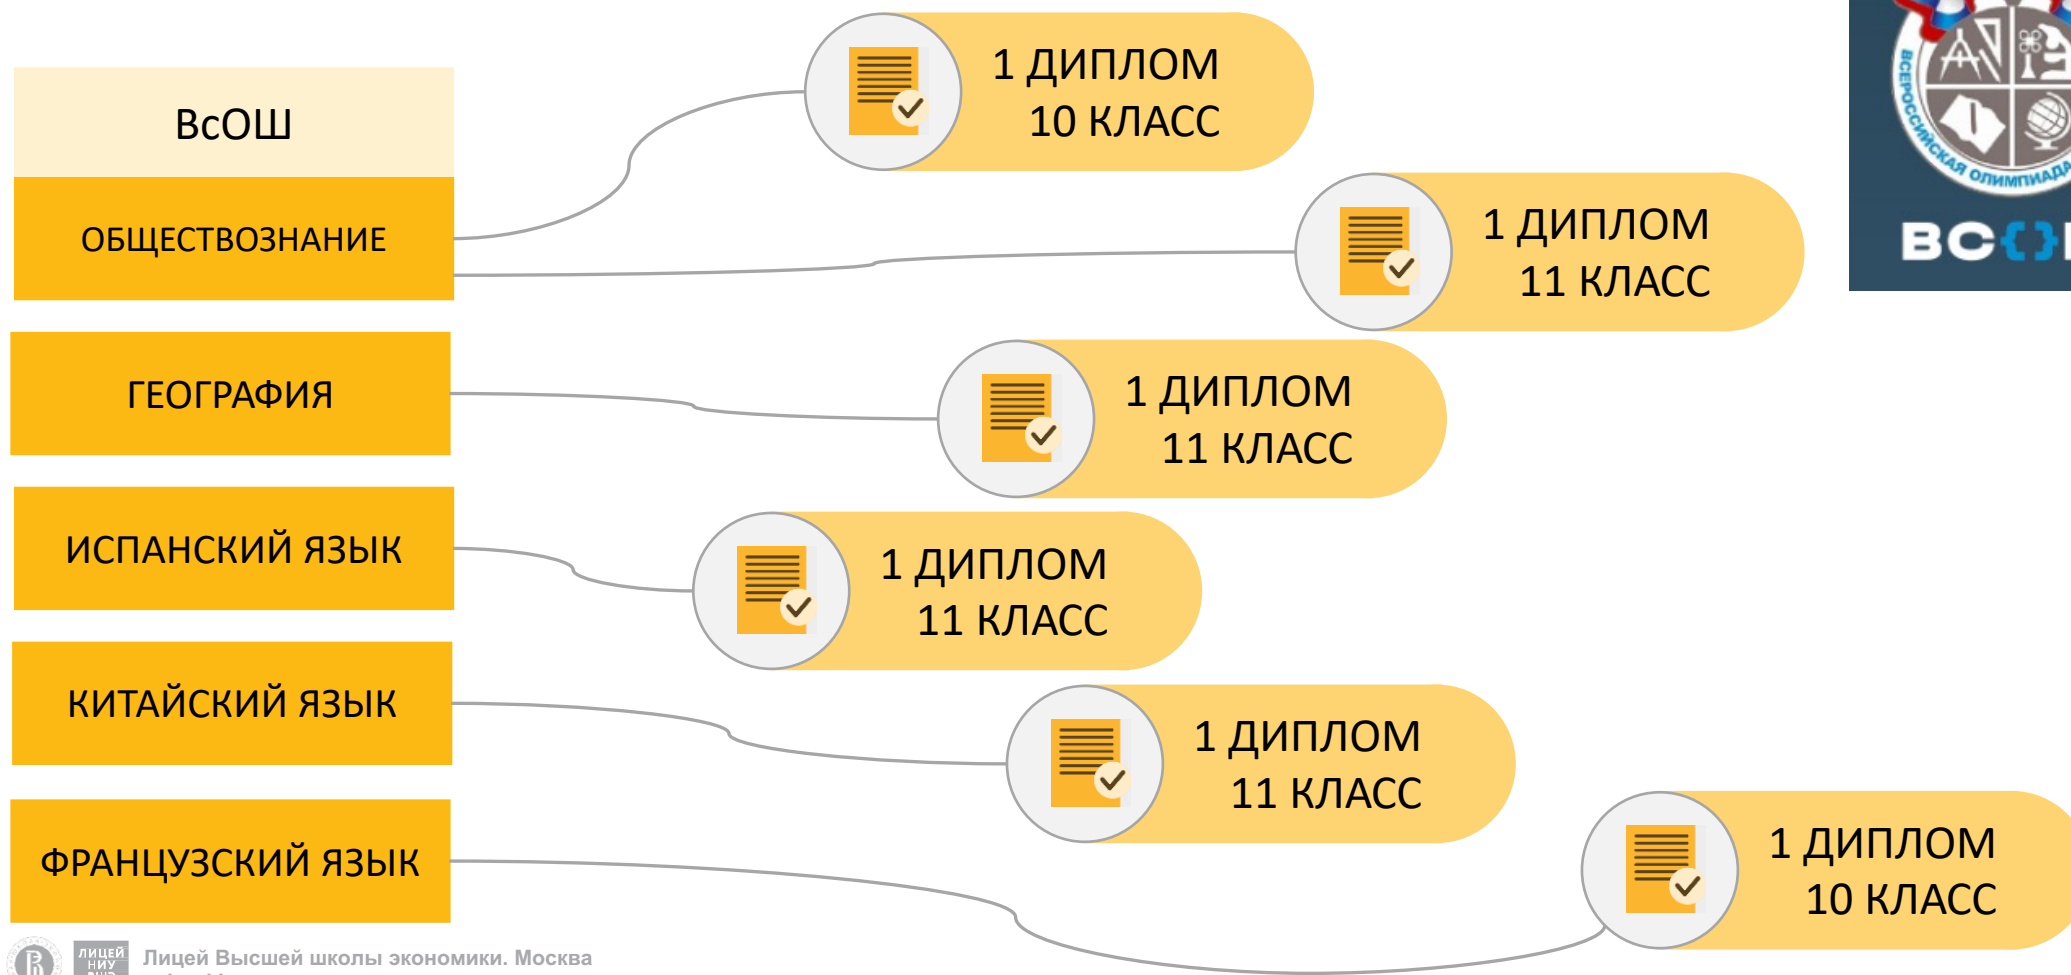 ВсОШ
ОБЩЕСТВОЗНАНИЕ
1 ДИПЛОМ
10 КЛАСС
1 ДИПЛОМ
11 КЛАСС
ГЕОГРАФИЯ
1 ДИПЛОМ
11 КЛАСС
ИСПАНСКИЙ ЯЗЫК
1 ДИПЛОМ
11 КЛАСС
КИТАЙСКИЙ ЯЗЫК
1 ДИПЛОМ
11 КЛАСС
ФРАНЦУЗСКИЙ ЯЗЫК
1 ДИПЛОМ
10 КЛАСС
ВСЕРОССИЙСКАЯ ОЛИМПИАДА
ЛИЦЕЙ
НИУ
Лицей Высшей школы экономики. Москва